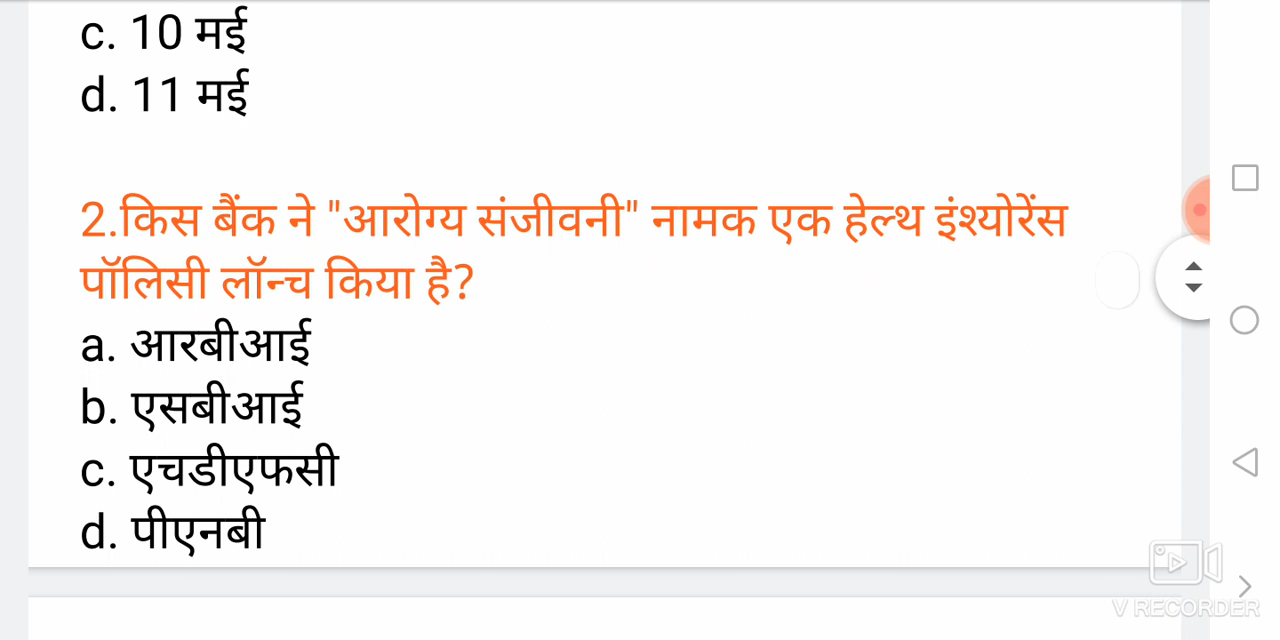 c. 10 मई
d. 11 मई
2.किस बैंक ने "आरोग्य संजीवनी" नामक एक हेल्थ इंश्योरेंस
पॉलिसी लॉन्च किया है?
a. आरबीआई
b. एसबीआई
c. एचडीएफसी
d. पीएनबी
V RECORDER